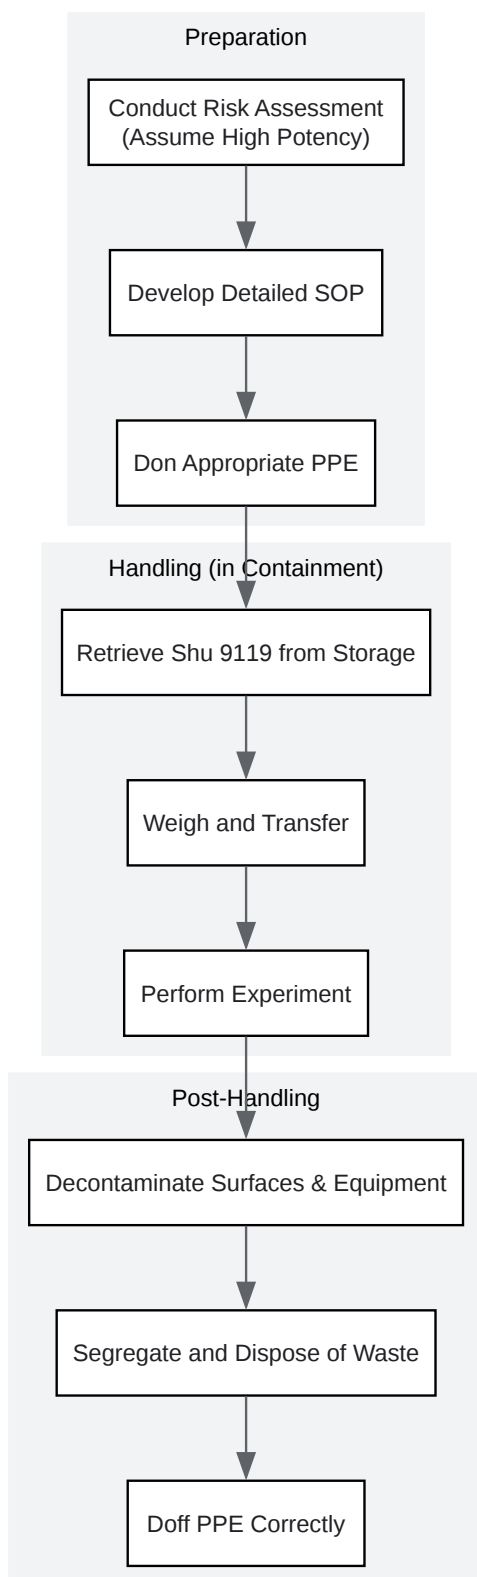 Preparation
Conduct Risk Assessment
(Assume High Potency)
Develop Detailed SOP
Don Appropriate PPE
Handling (in Containment)
Retrieve Shu 9119 from Storage
Weigh and Transfer
Perform Experiment
Post-Handling
Decontaminate Surfaces & Equipment
Segregate and Dispose of Waste
Doff PPE Correctly